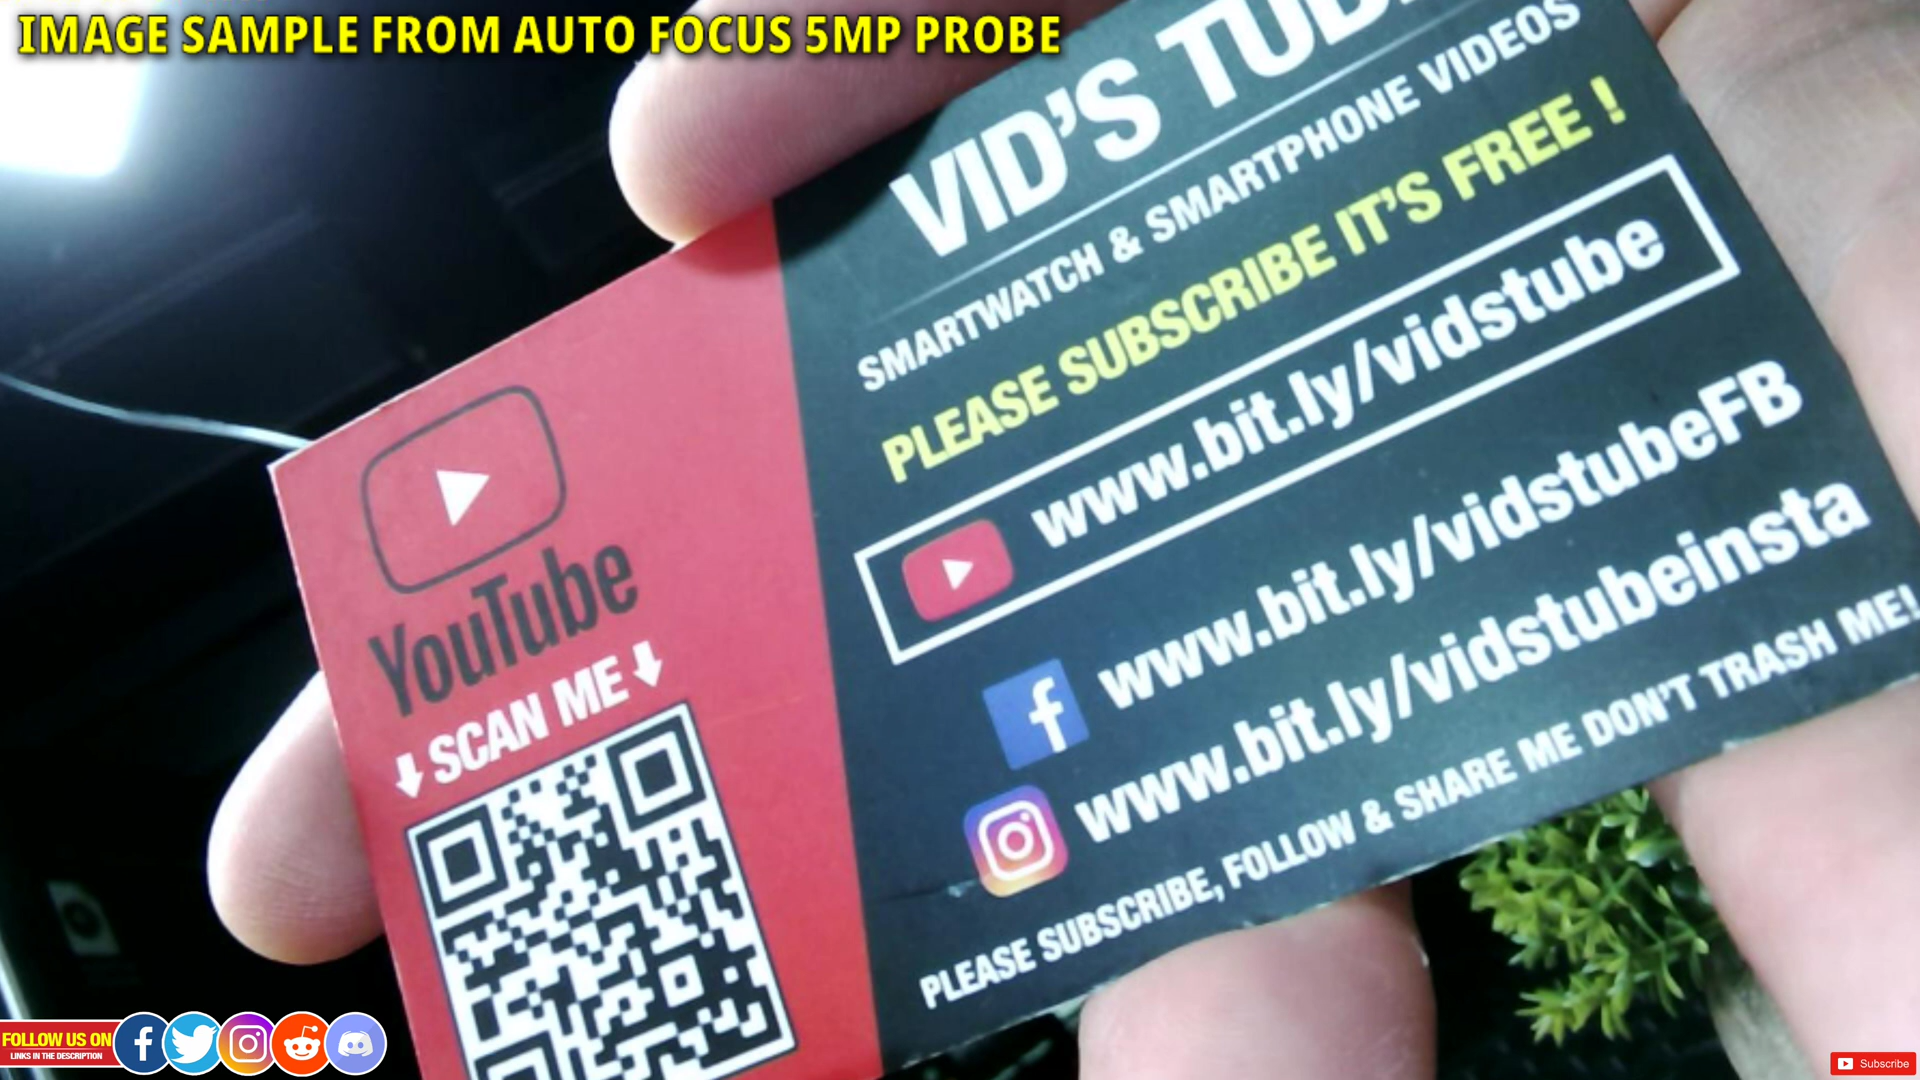 IMAGE SAMPLE FROM AUTO FOCUS 5MP PROBE
VID'S TUB
SMARTWATCH & SMARTPHONE VIDEOS
PLEASE SUBSCRIBE IT'S FREE !
www.bit.ly/vidstube
www.bit.ly/vidstubeFB
www.bit.ly/vidstubeinsta
PLEASE SUBSCRIBE, FOLLOW & SHARE ME DON'T TRASH ME!
YouTube
SCAN ME
FOLLOW US ON
LINKS IN THE DESCRIPTION
Subscribe